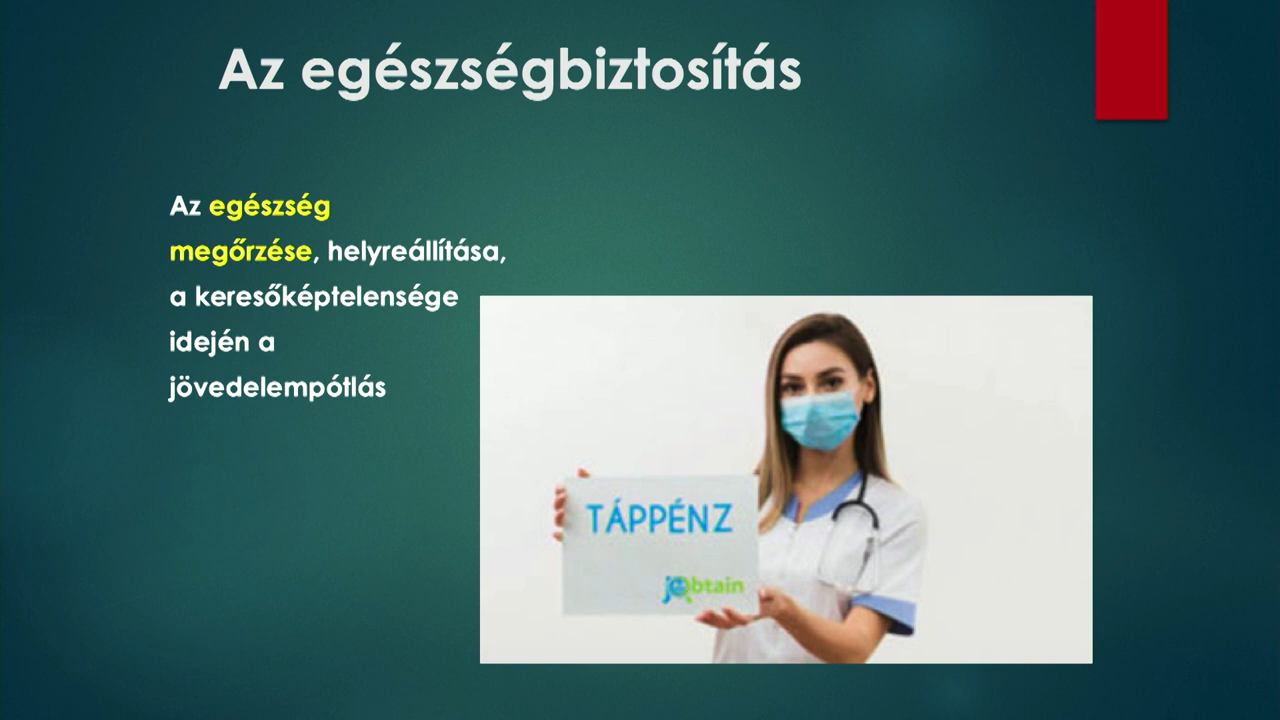 Az egészségbiztosítás
Az egészség
megőrzése, helyreállítása,
a keresőképtelensége
idején a
jövedelempótlás
TÁPPÉNZ
jobtain